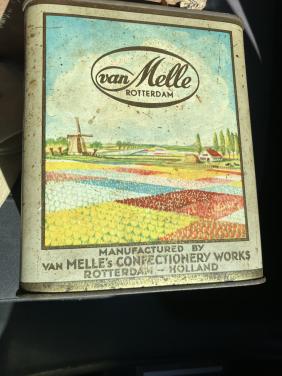 van Melle
ROTTERDAM
MANUFACTURED BY
VAN MELLE's CONFECTIONERY WORKS
ROTTERDAM — HOLLAND